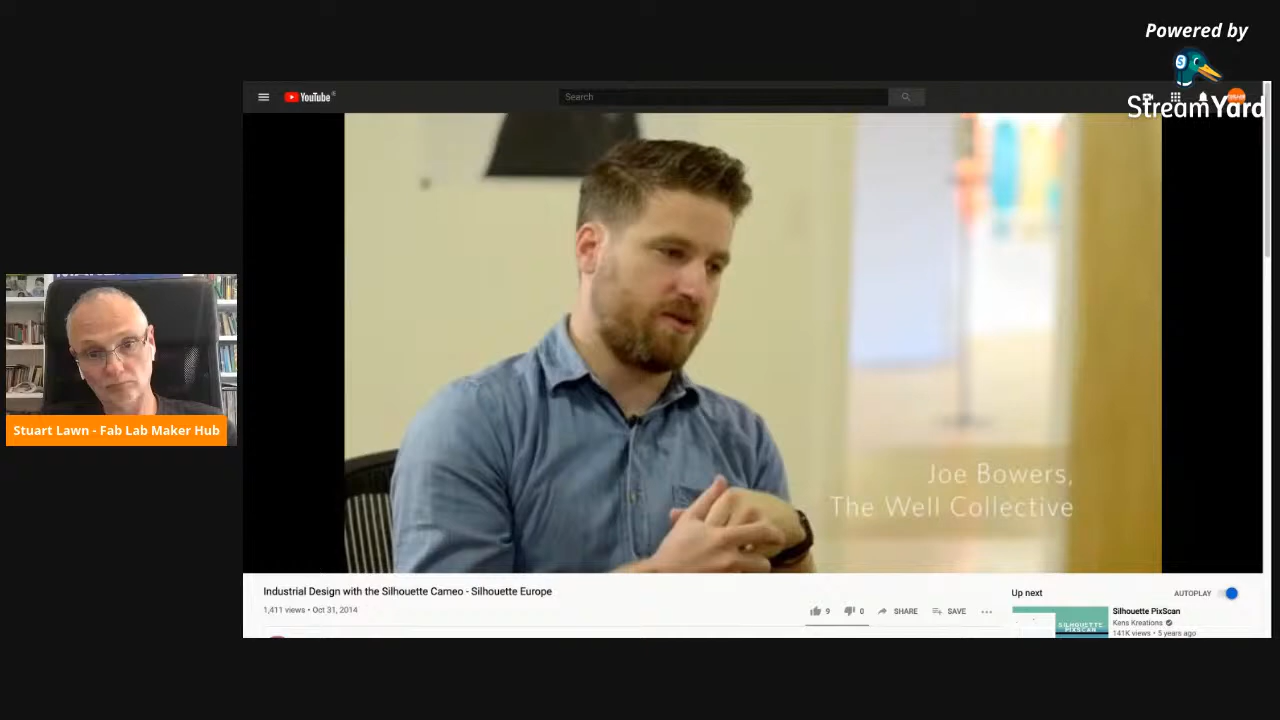 Powered by
StreamYard
YouTube
Search
Joe Bowers,
The Well Collective
Stuart Lawn - Fab Lab Maker Hub
Industrial Design with the Silhouette Cameo - Silhouette Europe
1,411 views • Oct 31, 2014
9
0
SHARE
SAVE
Up next
AUTOPLAY
SILHOUETTE
PIXSCAN
Silhouette PixScan
Kens Kreations
141K views • 5 years ago